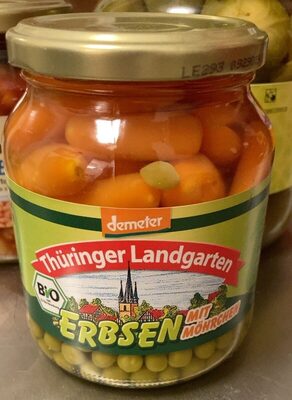 LE293
demeter
Thüringer Landgarten
BIO
ERBSEN
MIT
MÖHRCHEN